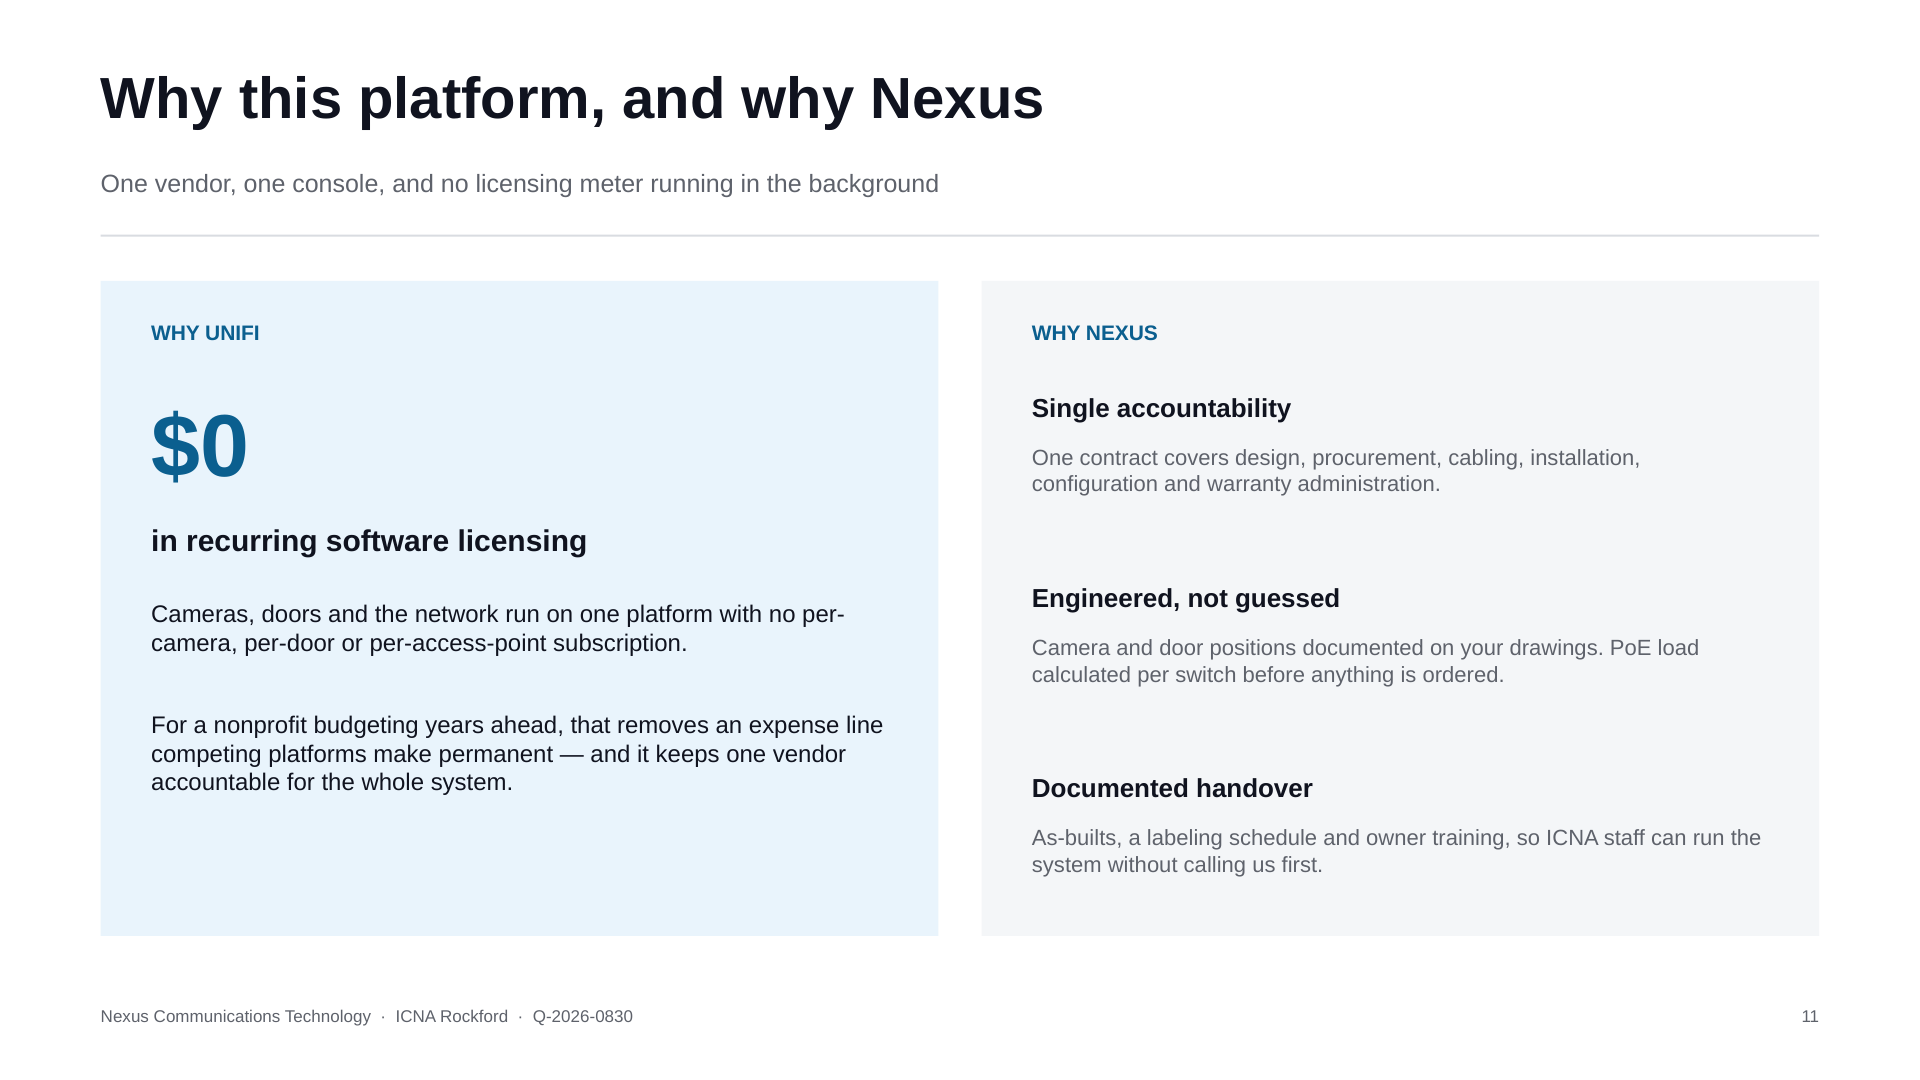 Why this platform, and why Nexus
One vendor, one console, and no licensing meter running in the background
WHY UNIFI
$0
in recurring software licensing
Cameras, doors and the network run on one platform with no per-
camera, per-door or per-access-point subscription.
For a nonprofit budgeting years ahead, that removes an expense line
competing platforms make permanent — and it keeps one vendor
accountable for the whole system.
WHY NEXUS
Single accountability
One contract covers design, procurement, cabling, installation,
configuration and warranty administration.
Engineered, not guessed
Camera and door positions documented on your drawings. PoE load
calculated per switch before anything is ordered.
Documented handover
As-builts, a labeling schedule and owner training, so ICNA staff can run the
system without calling us first.
Nexus Communications Technology · ICNA Rockford · Q-2026-0830
11